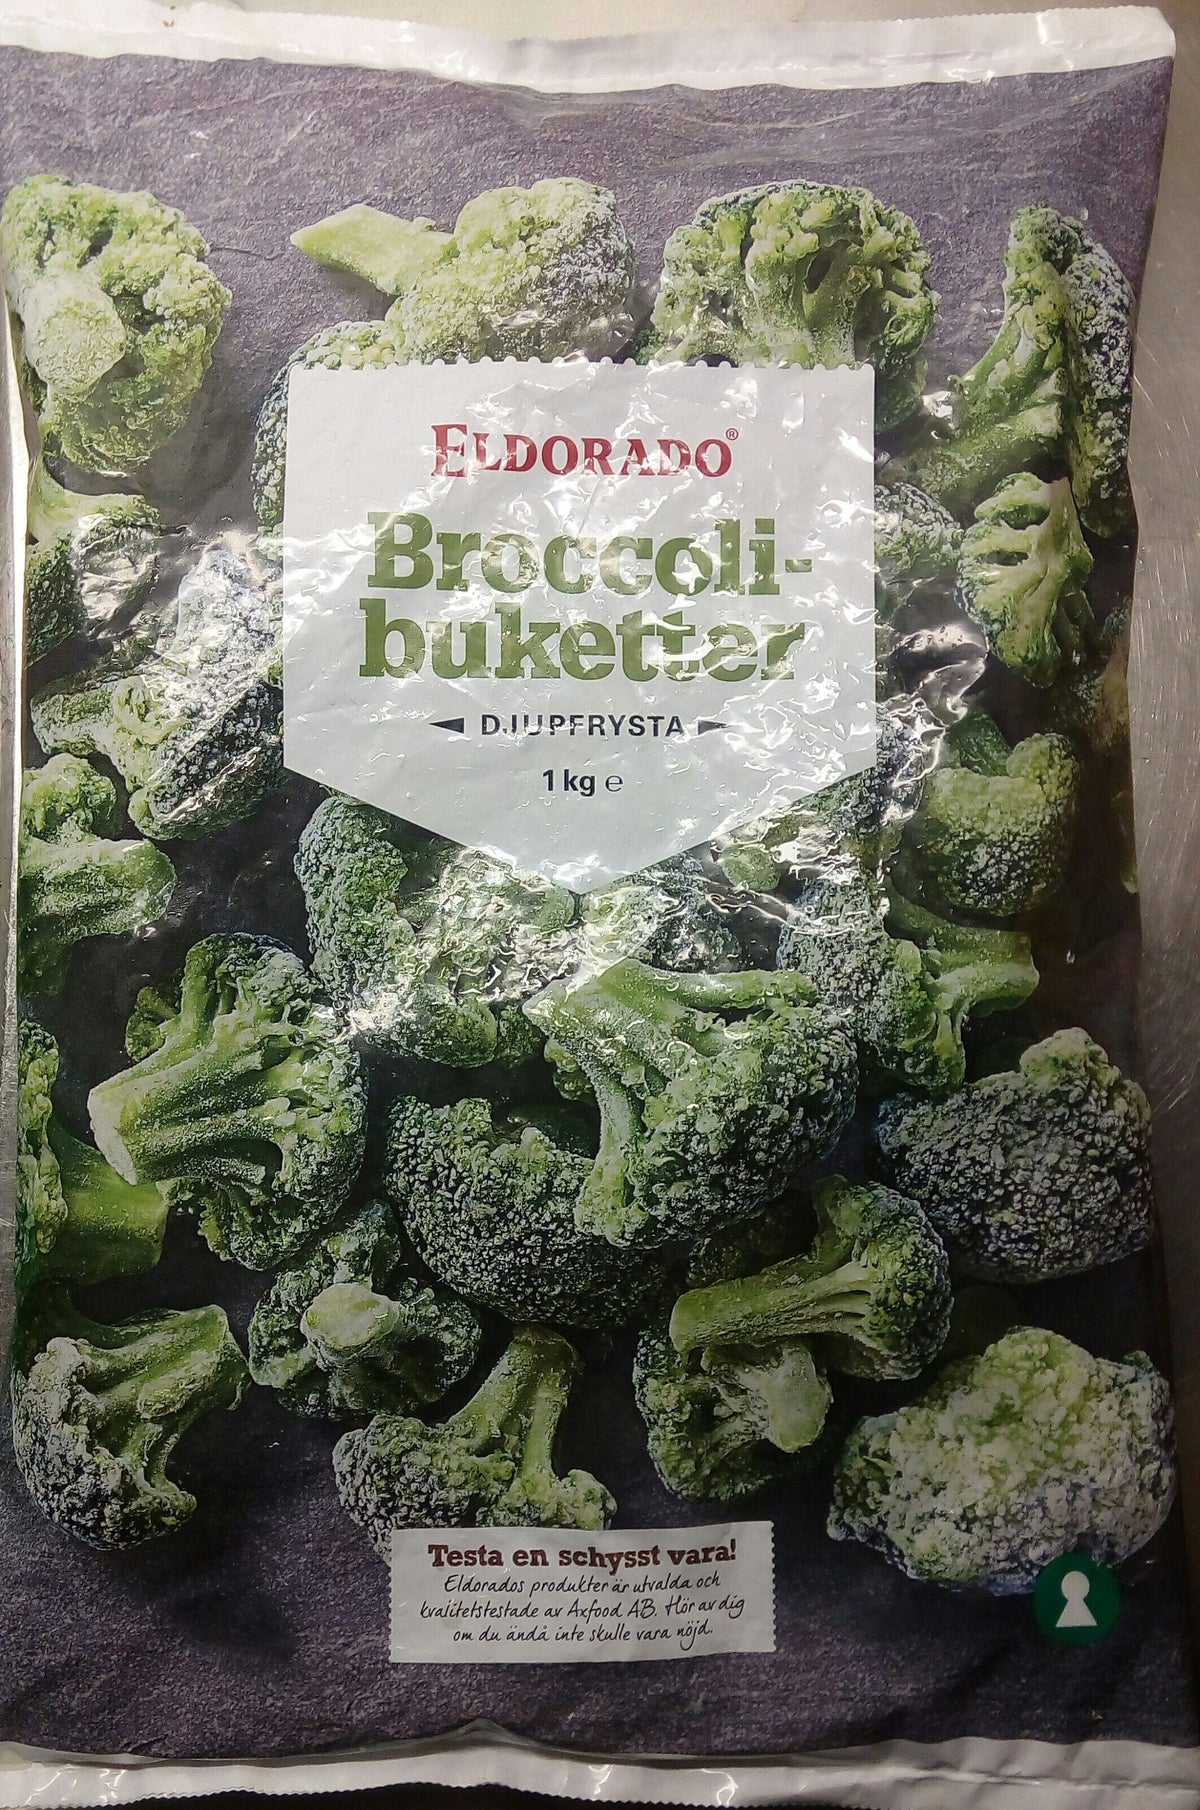 ELDORADO®
Broccoli-
buketter
DJUPFRYSTA
1 kg ℮
Testa en schysst vara!
Eldorados produkter är utvalda och
kvalitetstestade av Axfood AB. Hör av dig
om du ändå inte skulle vara nöjd.